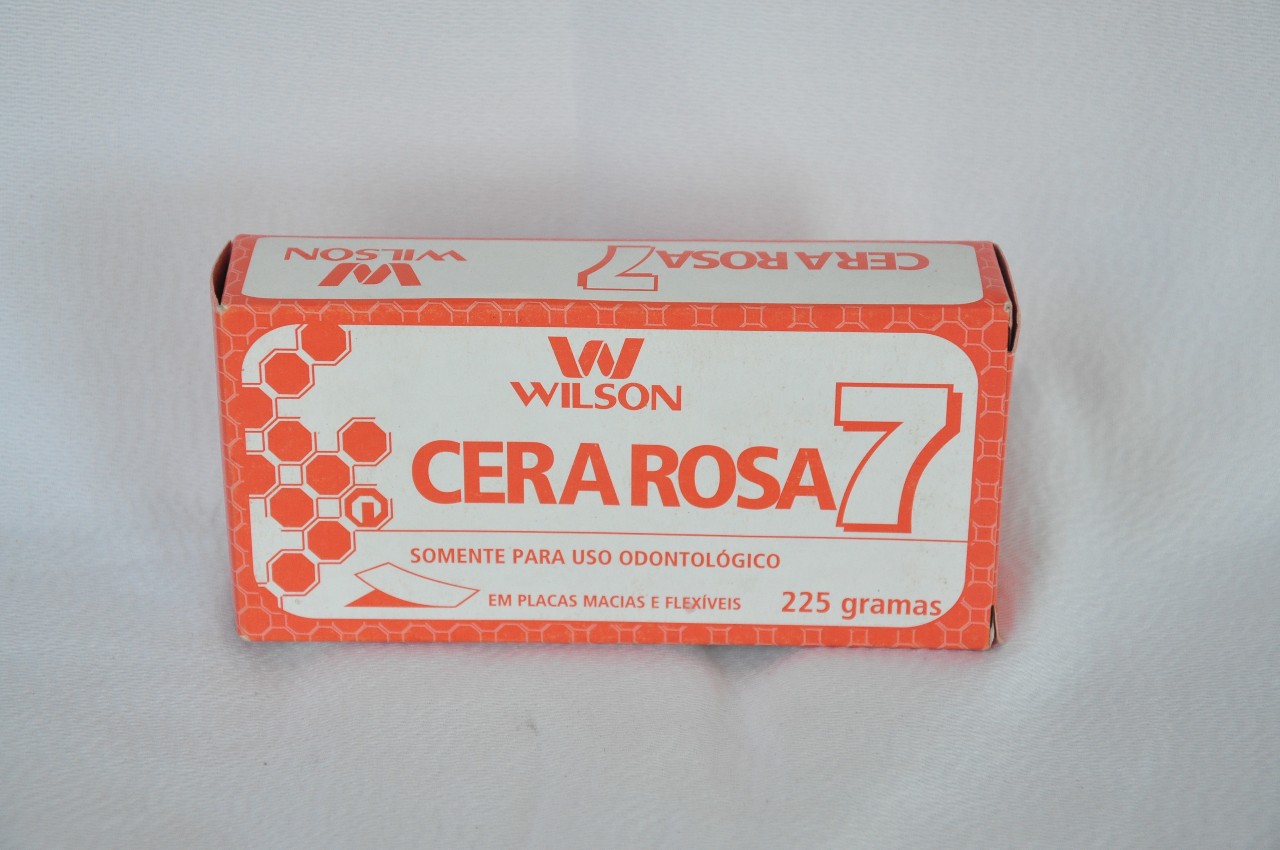 WILSON
CERA ROSA 7
WILSON
CERA ROSA 7
SOMENTE PARA USO ODONTOLÓGICO
EM PLACAS MACIAS E FLEXÍVEIS
225 gramas